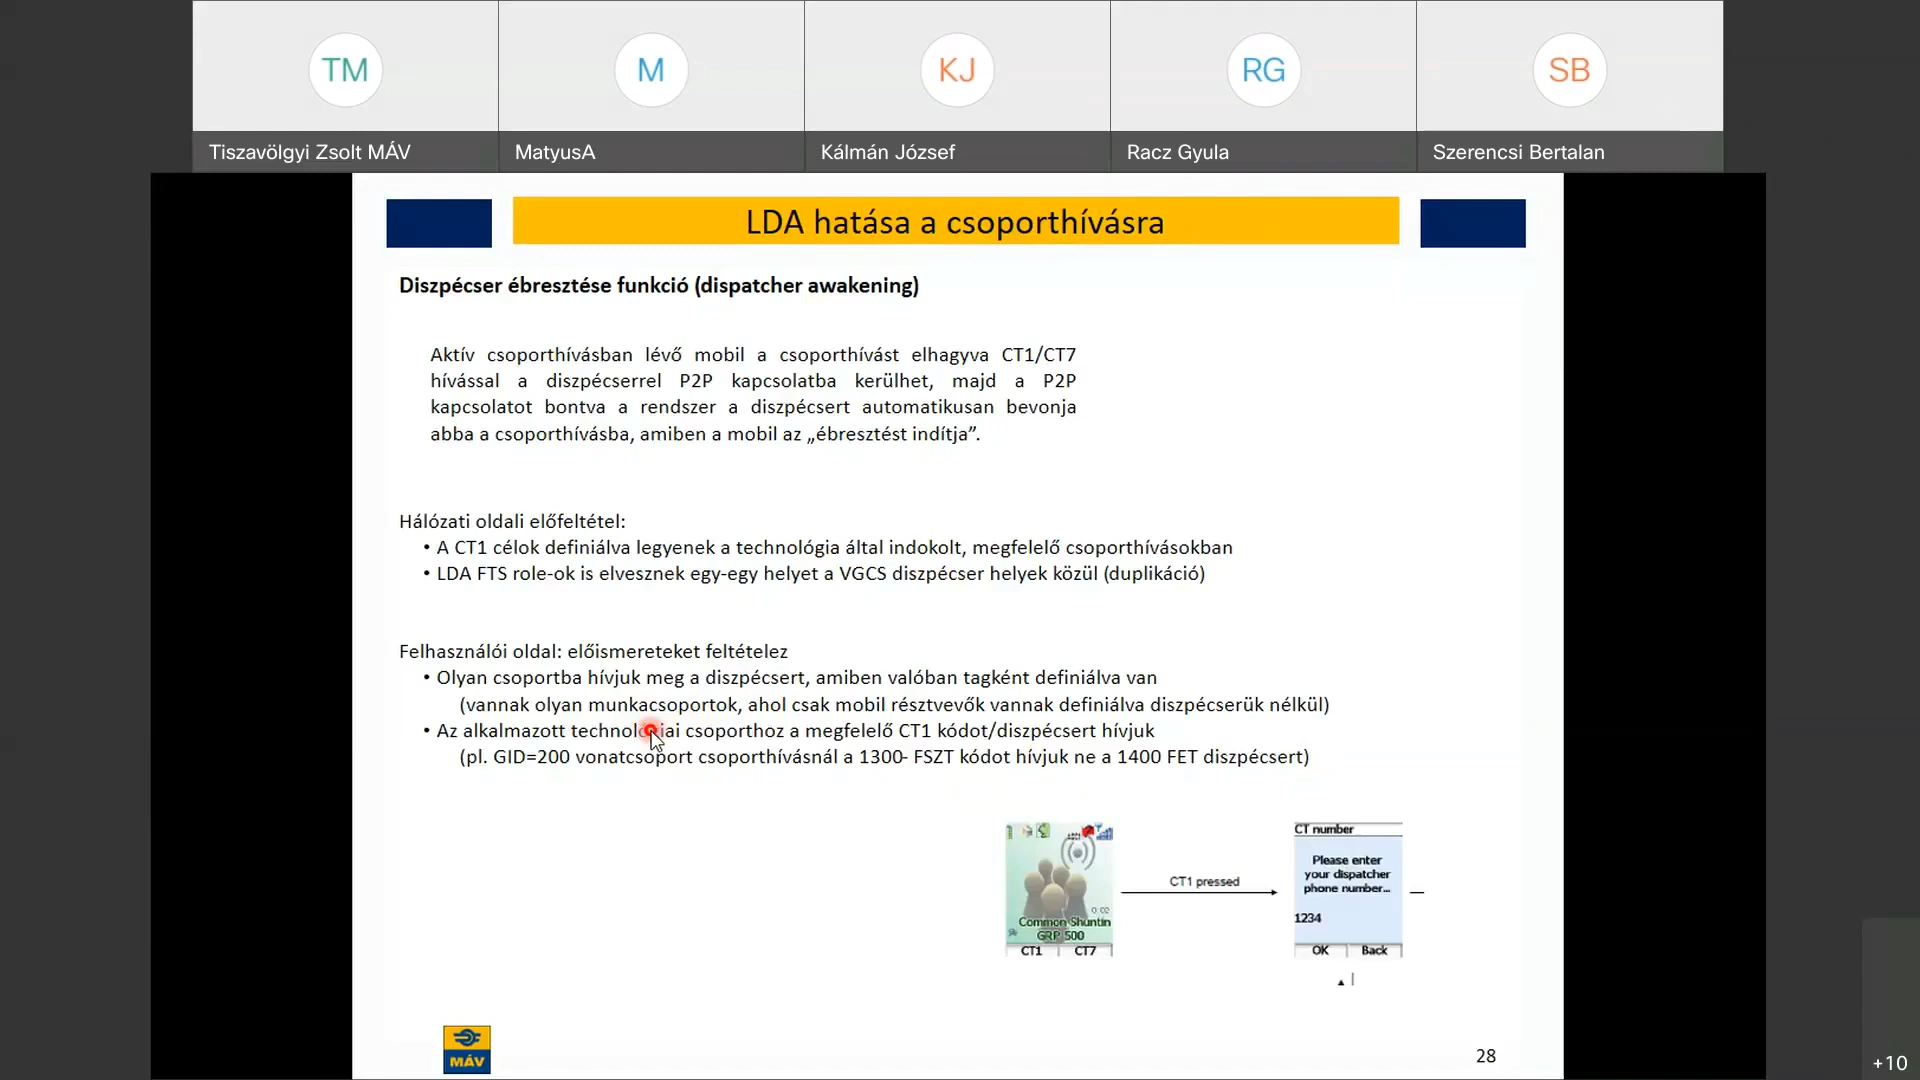 TM
M
KJ
RG
SB
Tiszavölgyi Zsolt MÁV
MatyusA
Kálmán József
Racz Gyula
Szerencsi Bertalan
LDA hatása a csoporthívásra
Diszpécser ébresztése funkció (dispatcher awakening)
Aktív csoporthívásban lévő mobil a csoporthívást elhagyva CT1/CT7
hívással a diszpécserrel P2P kapcsolatba kerülhet, majd a P2P
kapcsolatot bontva a rendszer a diszpécsert automatikusan bevonja
abba a csoporthívásba, amiben a mobil az „ébresztést indítja”.
Hálózati oldali előfeltétel:
• A CT1 célok definiálva legyenek a technológia által indokolt, megfelelő csoporthívásokban
• LDA FTS role-ok is elvesznek egy-egy helyet a VGCS diszpécser helyek közül (duplikáció)
Felhasználói oldal: előismereteket feltételez
• Olyan csoportba hívjuk meg a diszpécsert, amiben valóban tagként definiálva van
(vannak olyan munkacsoportok, ahol csak mobil résztvevők vannak definiálva diszpécserük nélkül)
• Az alkalmazott technológiai csoporthoz a megfelelő CT1 kódot/diszpécsert hívjuk
(pl. GID=200 vonatcsoport csoporthívásnál a 1300- FSZT kódot hívjuk ne a 1400 FET diszpécsert)
0:02
Common Shuntin
GRP 500
CT1 CT7
CT1 pressed
CT number
Please enter
your dispatcher
phone number...
1234
OK Back
MÁV
28
+10